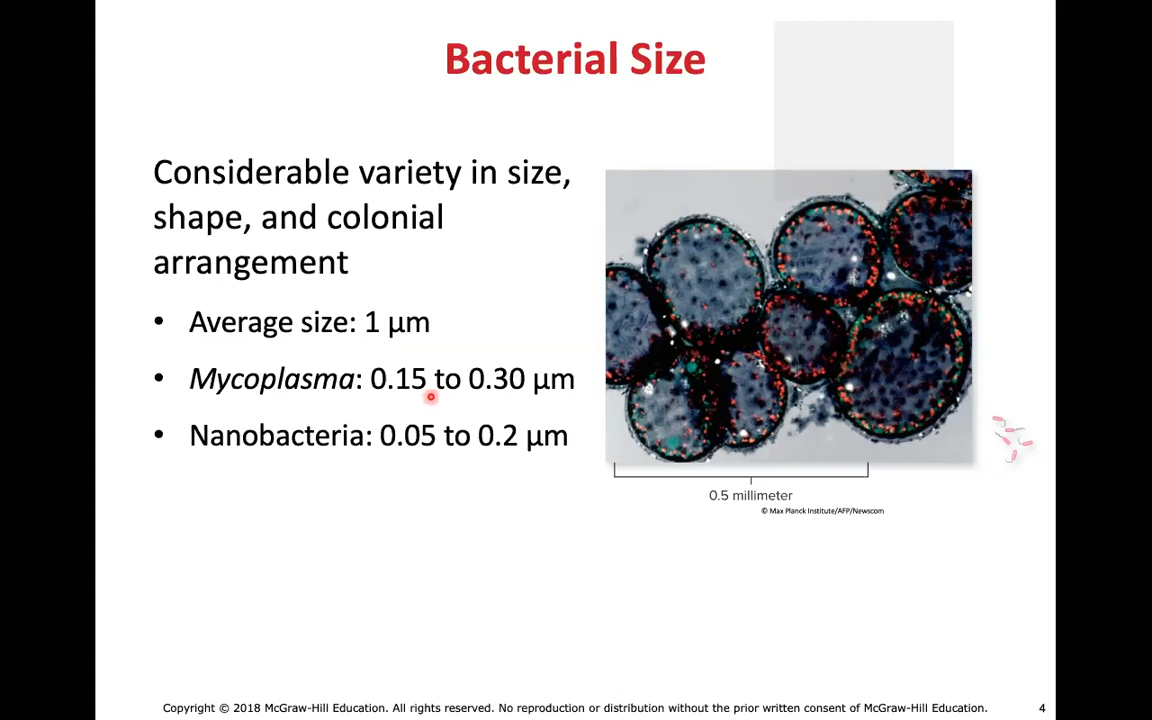 Bacterial Size
Considerable variety in size,
shape, and colonial
arrangement
• Average size: 1 µm
• Mycoplasma: 0.15 to 0.30 µm
• Nanobacteria: 0.05 to 0.2 µm
0.5 millimeter
© Max Planck Institute/AFP/Newscom
Copyright © 2018 McGraw-Hill Education. All rights reserved. No reproduction or distribution without the prior written consent of McGraw-Hill Education.
4